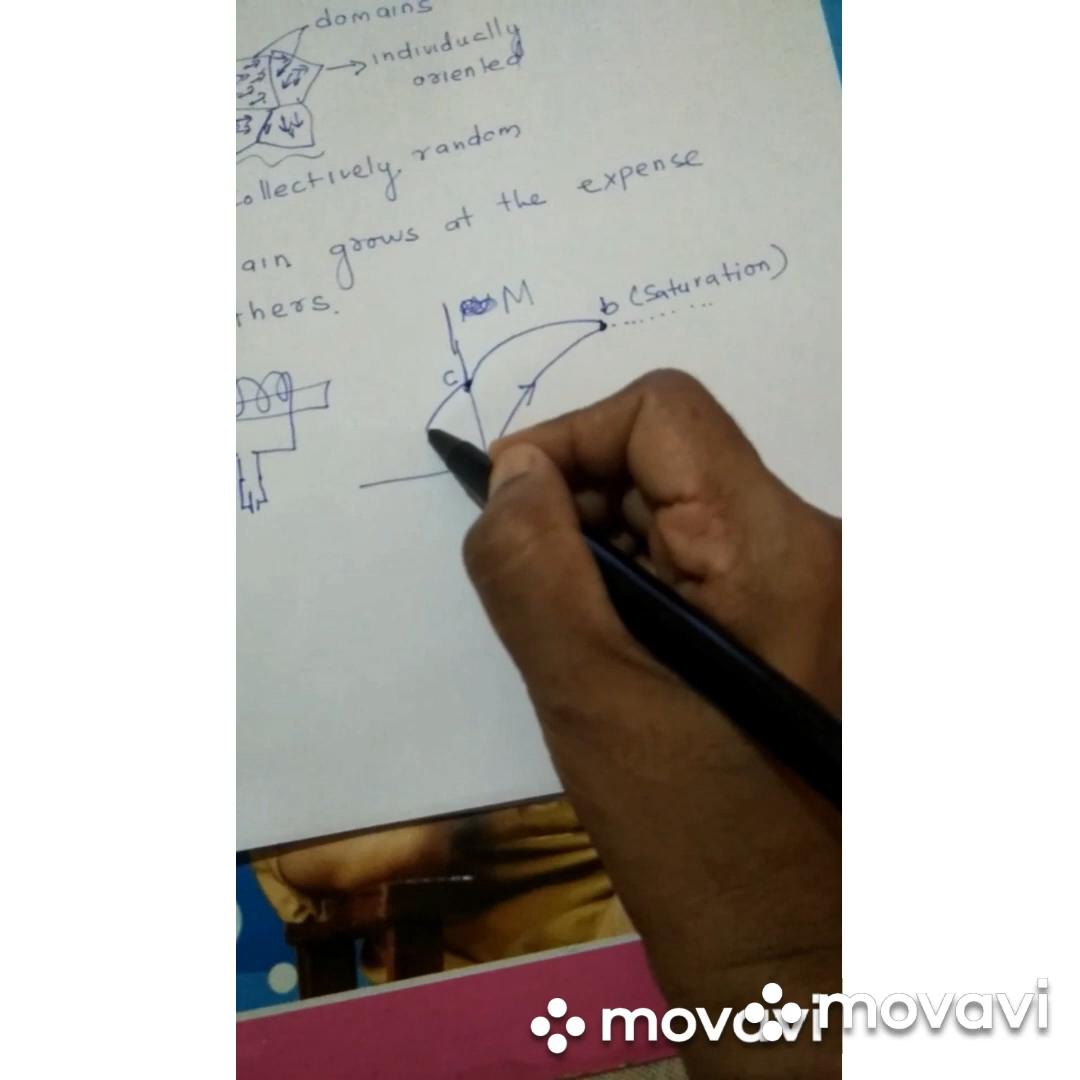 domains
individually
oriented
collectively random
ain grows at the expense
thers.
M
b (saturation)
c
movavi
movavi